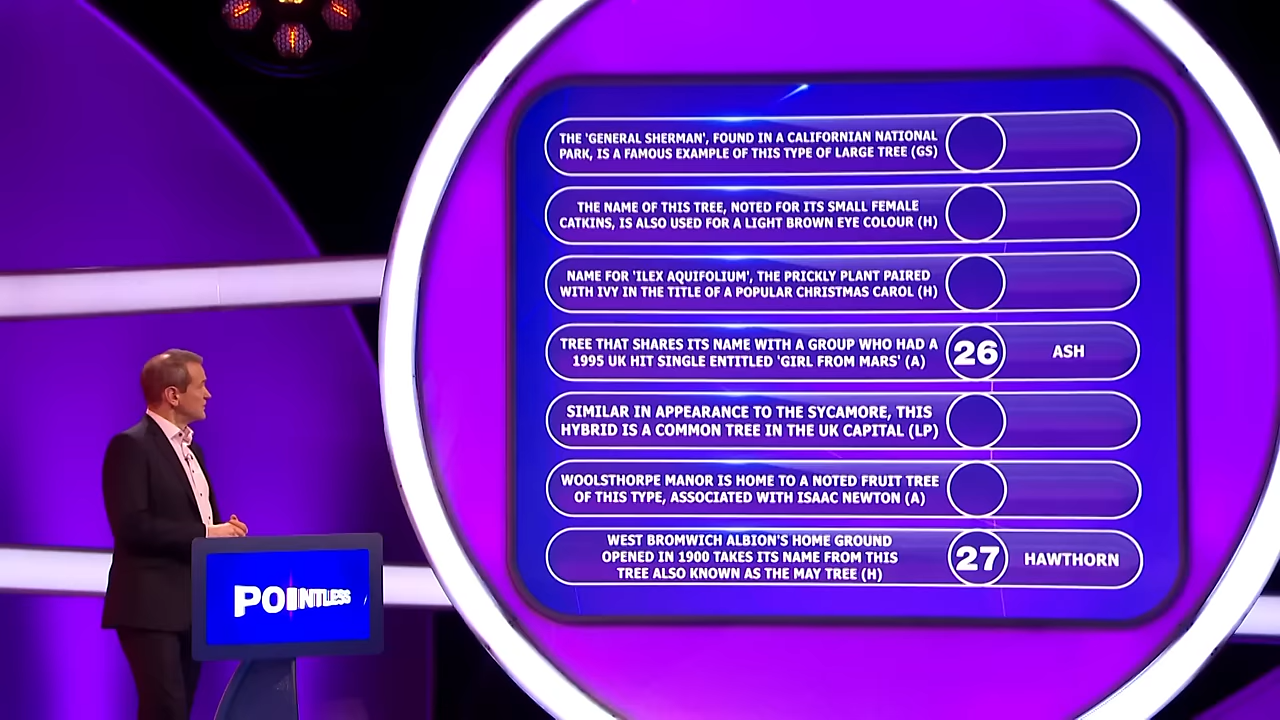 THE 'GENERAL SHERMAN', FOUND IN A CALIFORNIAN NATIONAL
PARK, IS A FAMOUS EXAMPLE OF THIS TYPE OF LARGE TREE (GS)
THE NAME OF THIS TREE, NOTED FOR ITS SMALL FEMALE
CATKINS, IS ALSO USED FOR A LIGHT BROWN EYE COLOUR (H)
NAME FOR 'ILEX AQUIFOLIUM', THE PRICKLY PLANT PAIRED
WITH IVY IN THE TITLE OF A POPULAR CHRISTMAS CAROL (H)
TREE THAT SHARES ITS NAME WITH A GROUP WHO HAD A
1995 UK HIT SINGLE ENTITLED 'GIRL FROM MARS' (A)
26
ASH
SIMILAR IN APPEARANCE TO THE SYCAMORE, THIS
HYBRID IS A COMMON TREE IN THE UK CAPITAL (LP)
WOOLSTHORPE MANOR IS HOME TO A NOTED FRUIT TREE
OF THIS TYPE, ASSOCIATED WITH ISAAC NEWTON (A)
WEST BROMWICH ALBION'S HOME GROUND
OPENED IN 1900 TAKES ITS NAME FROM THIS
TREE ALSO KNOWN AS THE MAY TREE (H)
27
HAWTHORN
POINTLESS